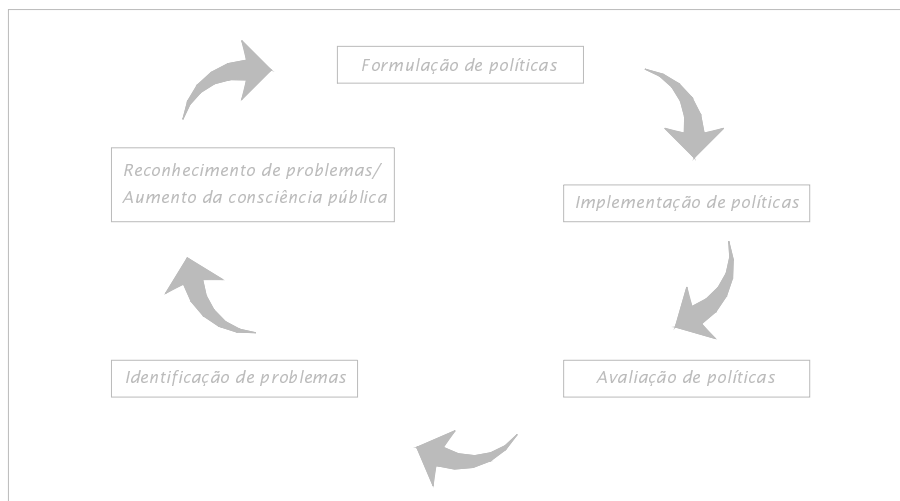 Formulação de políticas
Reconhecimento de problemas/
Aumento da consciência pública
Implementação de políticas
Identificação de problemas
Avaliação de políticas